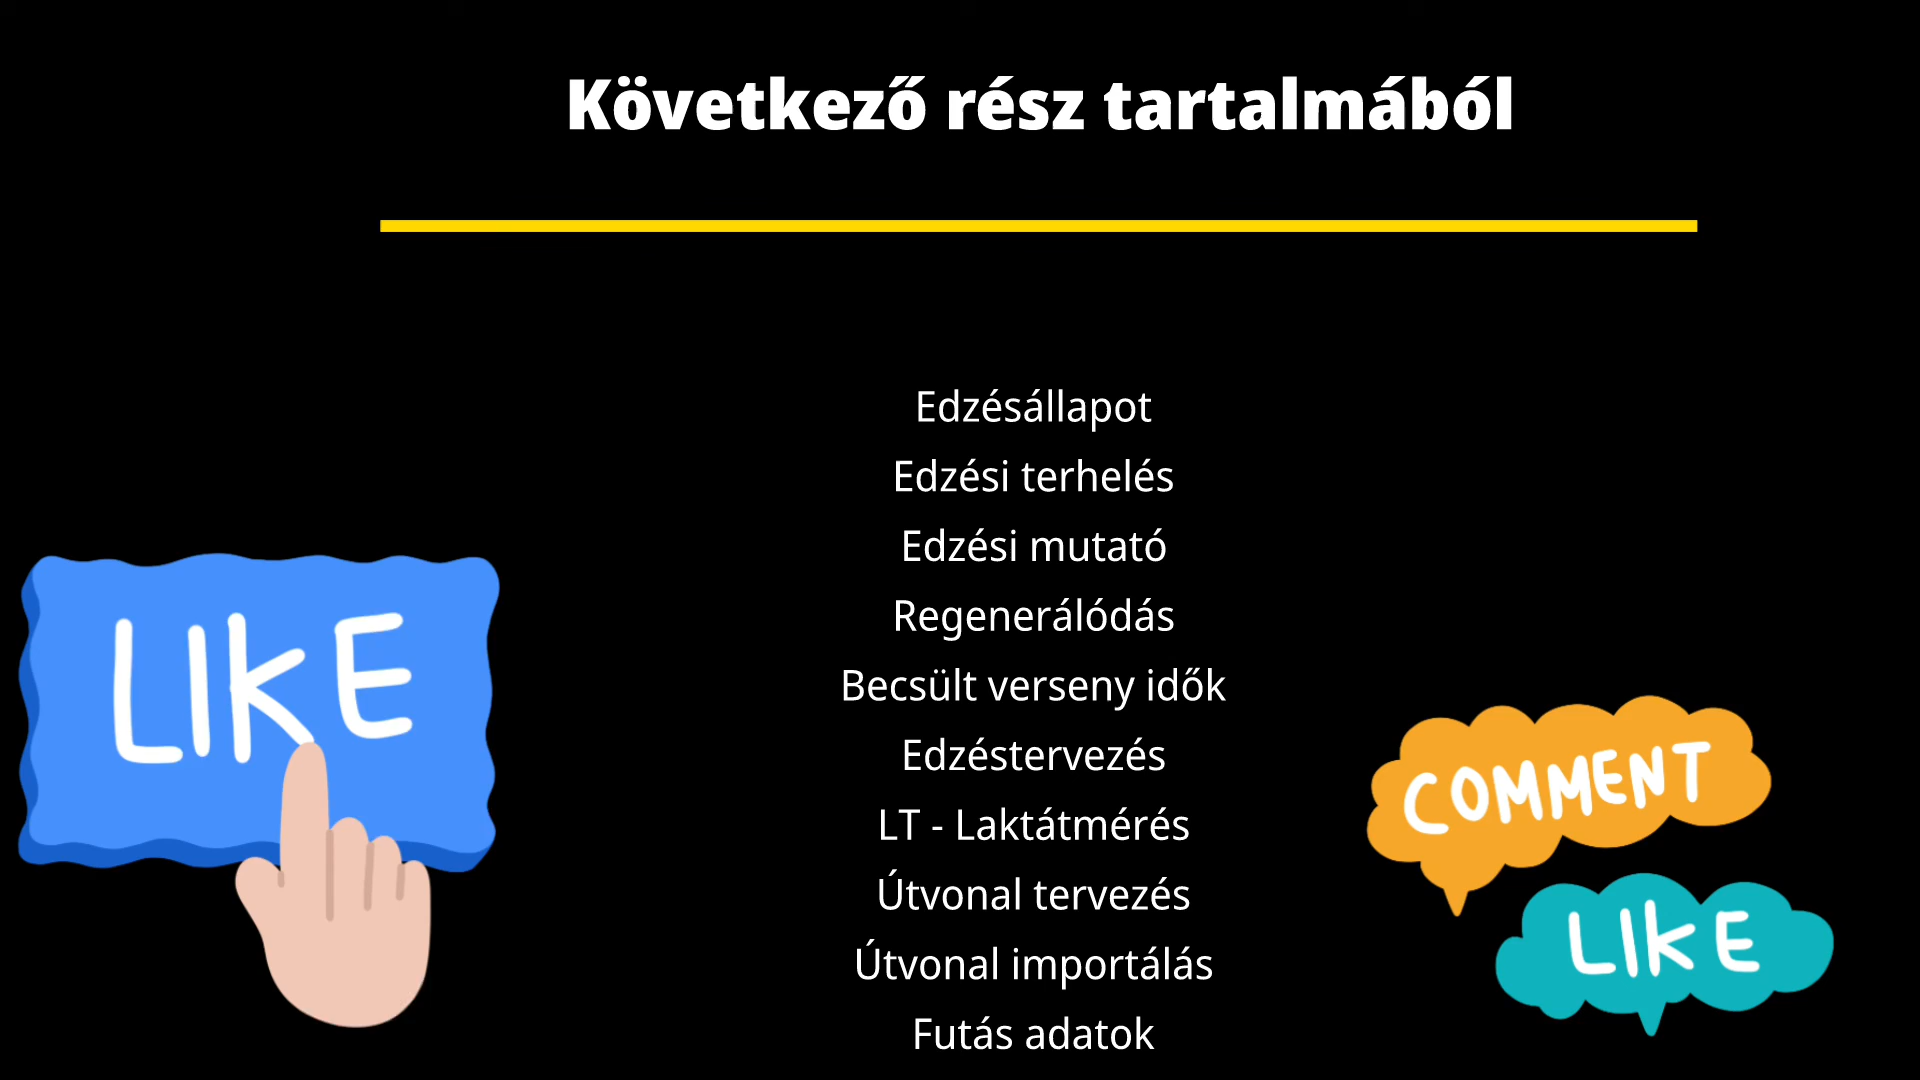 Következő rész tartalmából
Edzésállapot
Edzési terhelés
Edzési mutató
Regenerálódás
Becsült verseny idők
Edzéstervezés
LT - Laktátmérés
Útvonal tervezés
Útvonal importálás
Futás adatok
LIKE
COMMENT
LIKE